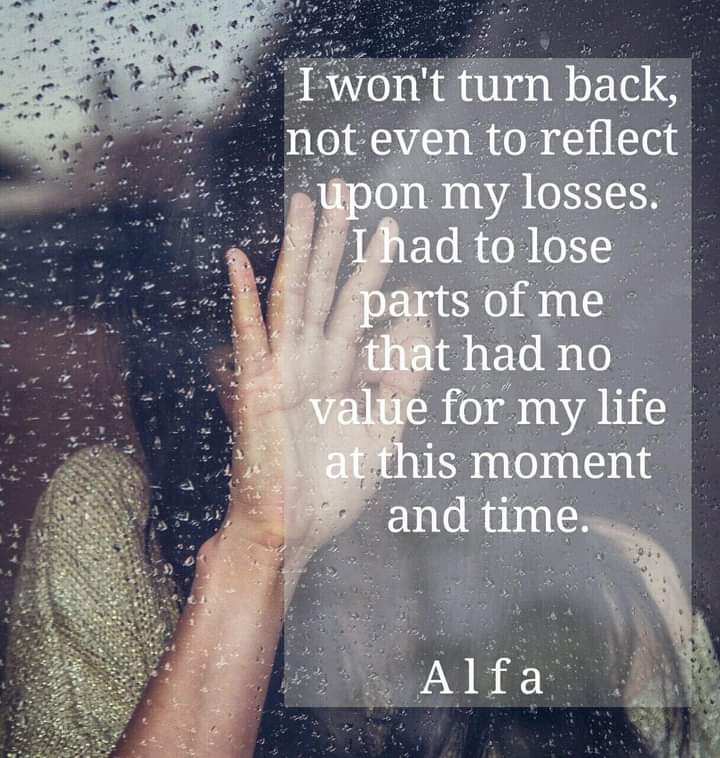 I won't turn back,
not even to reflect
upon my losses.
I had to lose
parts of me
that had no
value for my life
at this moment
and time.
Alfa